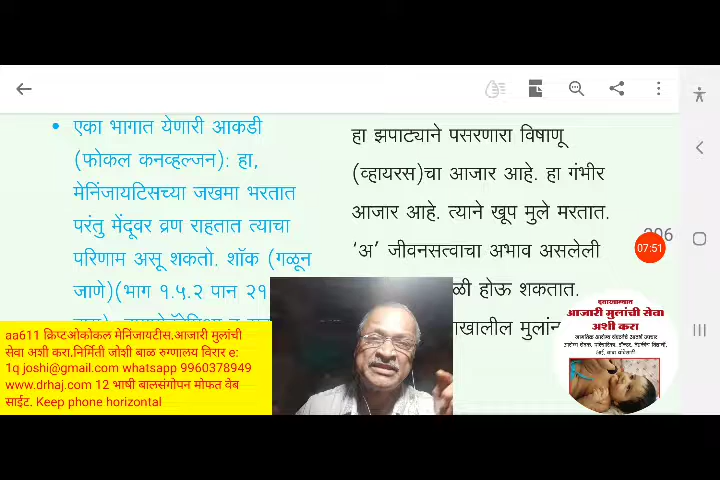 • एका भागात येणारी आकडी
(फोकल कनव्हल्जन): हा,
मेनिंजायटिसच्या जखमा भरतात
परंतु मेंदूवर व्रण राहतात त्याचा
परिणाम असू शकतो. शॉक (गळून
जाणे)(भाग १.५.२ पान २१
हा झपाट्याने पसरणारा विषाणू
(व्हायरस)चा आजार आहे. हा गंभीर
आजार आहे. त्याने खूप मुले मरतात.
‘अ’ जीवनसत्वाचा अभाव असलेली
ळी होऊ शकतात.
खालील मुलांन
07:51
aa611 क्रिप्टओकोकल मेनिंजायटीस.आजारी मुलांची
सेवा अशी करा.निर्मिती जोशी बाळ रुग्णालय विरार e:
1q joshi@gmail.com whatsapp 9960378949
www.drhaj.com 12 भाषी बालसंगोपन मोफत वेब
साईट. Keep phone horizontal
दवाखान्यात
आजारी मुलांची सेवा
अशी करा